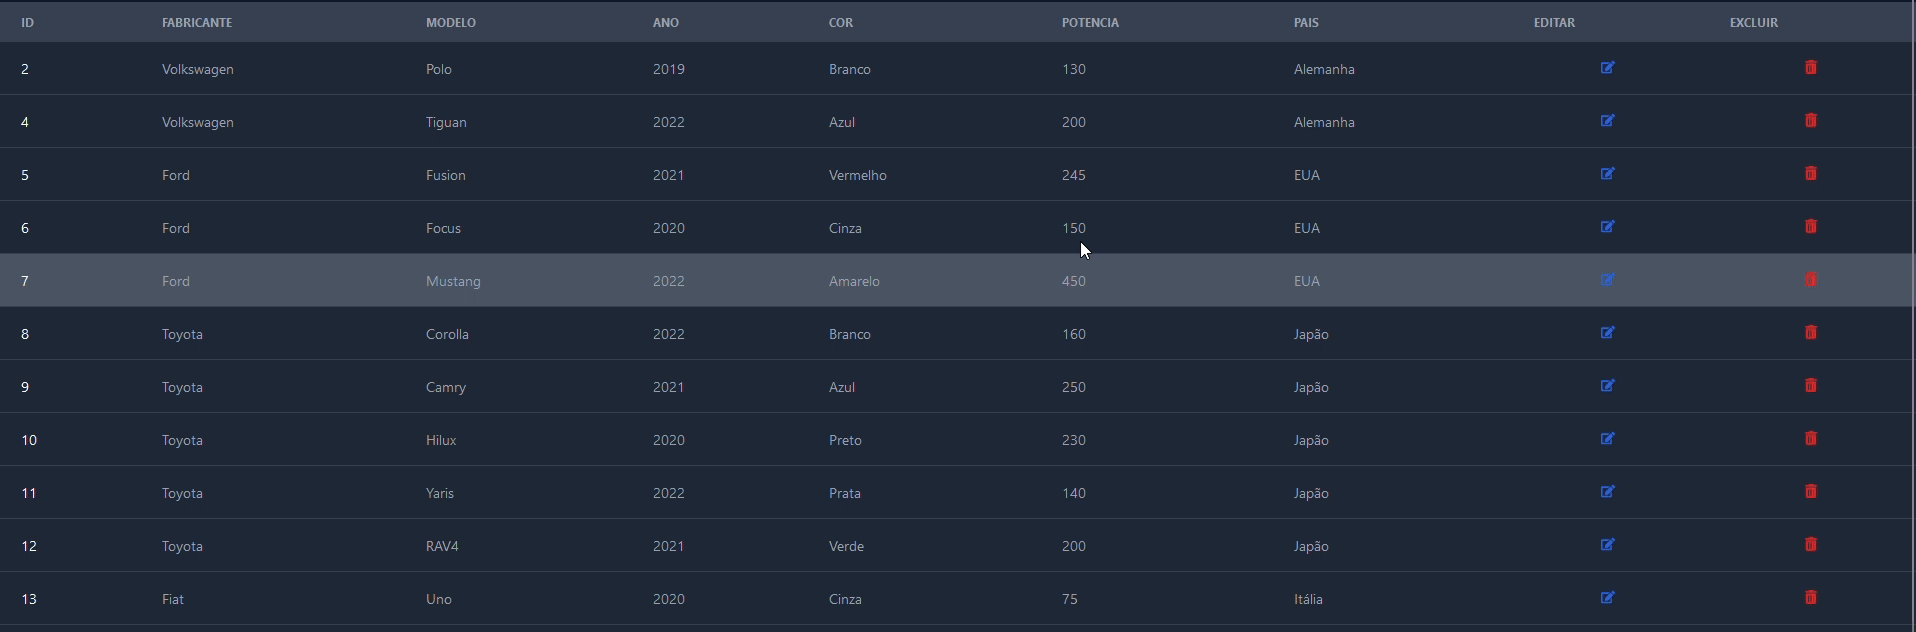 ID FABRICANTE MODELO ANO COR POTENCIA PAIS EDITAR EXCLUIR
2 Volkswagen Polo 2019 Branco 130 Alemanha
4 Volkswagen Tiguan 2022 Azul 200 Alemanha
5 Ford Fusion 2021 Vermelho 245 EUA
6 Ford Focus 2020 Cinza 150 EUA
7 Ford Mustang 2022 Amarelo 450 EUA
8 Toyota Corolla 2022 Branco 160 Japão
9 Toyota Camry 2021 Azul 250 Japão
10 Toyota Hilux 2020 Preto 230 Japão
11 Toyota Yaris 2022 Prata 140 Japão
12 Toyota RAV4 2021 Verde 200 Japão
13 Fiat Uno 2020 Cinza 75 Itália